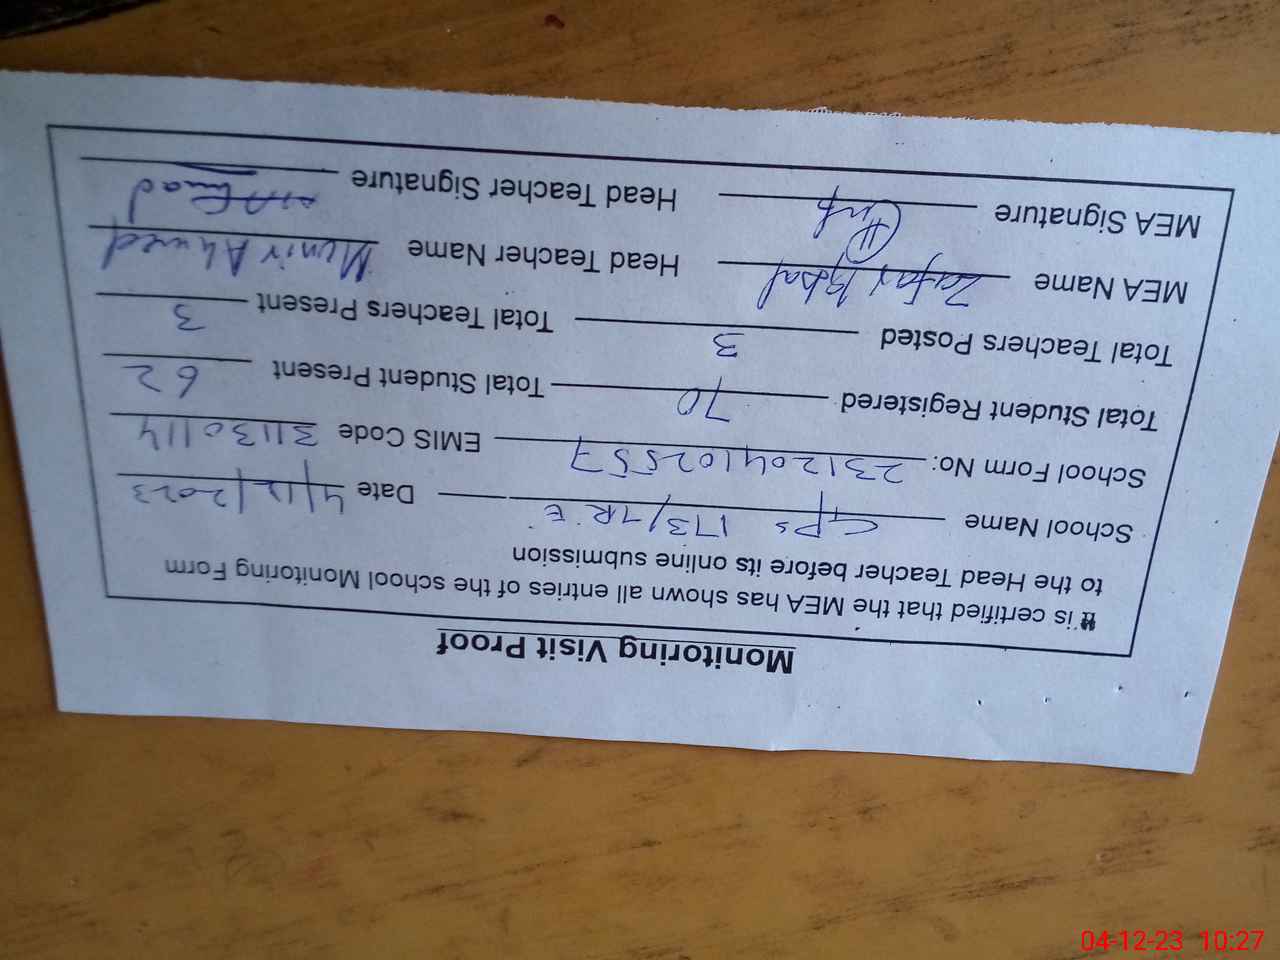 Monitoring Visit Proof
It is certified that the MEA has shown all entries of the school Monitoring Form
to the Head Teacher before its online submission
School Name GPS 173/7R E Date 4/12/2023
School Form No: 231204102557 EMIS Code 31130114
Total Student Registered 70 Total Student Present 62
Total Teachers Posted 3 Total Teachers Present 3
MEA Name Zafar Iqbal Head Teacher Name Munir Ahmed
MEA Signature Head Teacher Signature
04-12-23 10:27